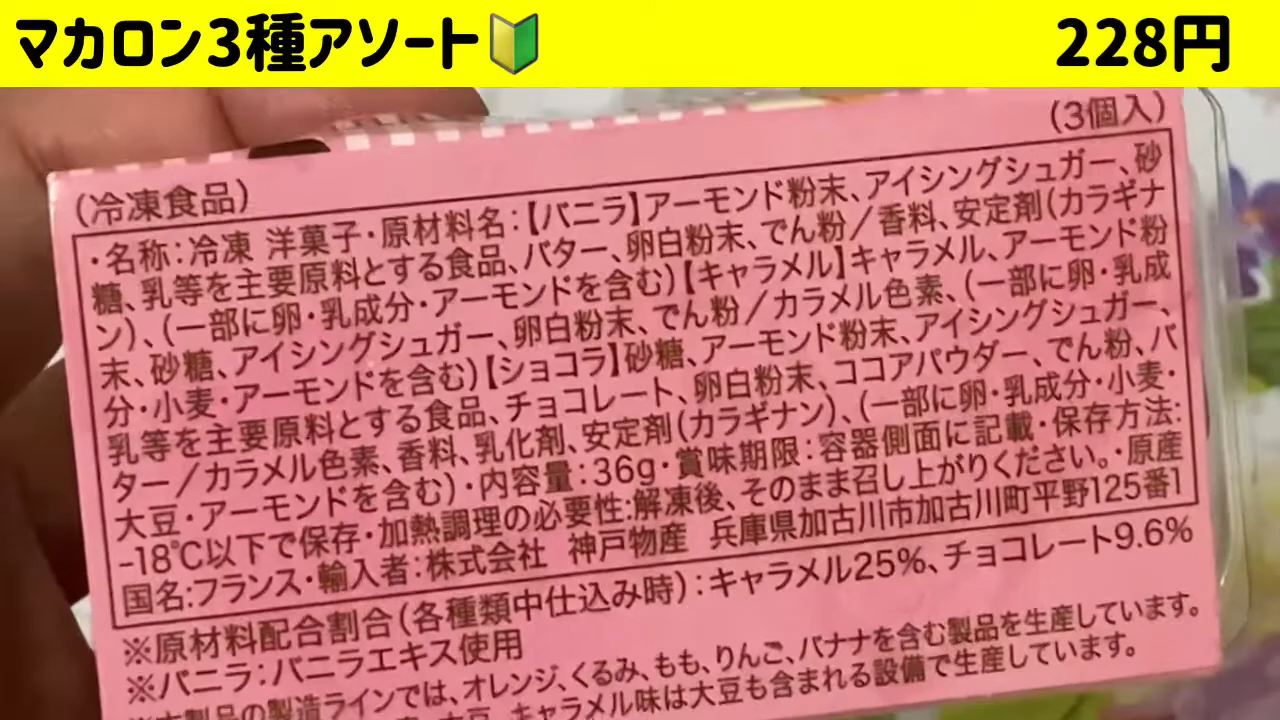 マカロン3種アソート🔰 228円
(3個入)
(冷凍食品)
・名称:冷凍 洋菓子・原材料名:【バニラ】アーモンド粉末、アイシングシュガー、砂
糖、乳等を主要原料とする食品、バター、卵白粉末、でん粉/香料、安定剤(カラギナ
ン)、(一部に卵・乳成分・アーモンドを含む)【キャラメル】キャラメル、アーモンド粉
末、砂糖、アイシングシュガー、卵白粉末、でん粉/カラメル色素、(一部に卵・乳成
分・小麦・アーモンドを含む)【ショコラ】砂糖、アーモンド粉末、アイシングシュガー、
乳等を主要原料とする食品、チョコレート、卵白粉末、ココアパウダー、でん粉、バ
ター/カラメル色素、香料、乳化剤、安定剤(カラギナン)、(一部に卵・乳成分・小麦・
大豆・アーモンドを含む)・内容量:36g・賞味期限:容器側面に記載・保存方法:
-18℃以下で保存・加熱調理の必要性:解凍後、そのまま召し上がりください。・原産
国名:フランス・輸入者:株式会社 神戸物産 兵庫県加古川市加古川町平野125番1
※原材料配合割合(各種類中仕込み時):キャラメル25%、チョコレート9.6%
※バニラ:バニラエキス使用
※本製品の製造ラインでは、オレンジ、くるみ、もも、りんご、バナナを含む製品を生産しています。
大豆、キャラメル味は大豆も含まれる設備で生産しています。